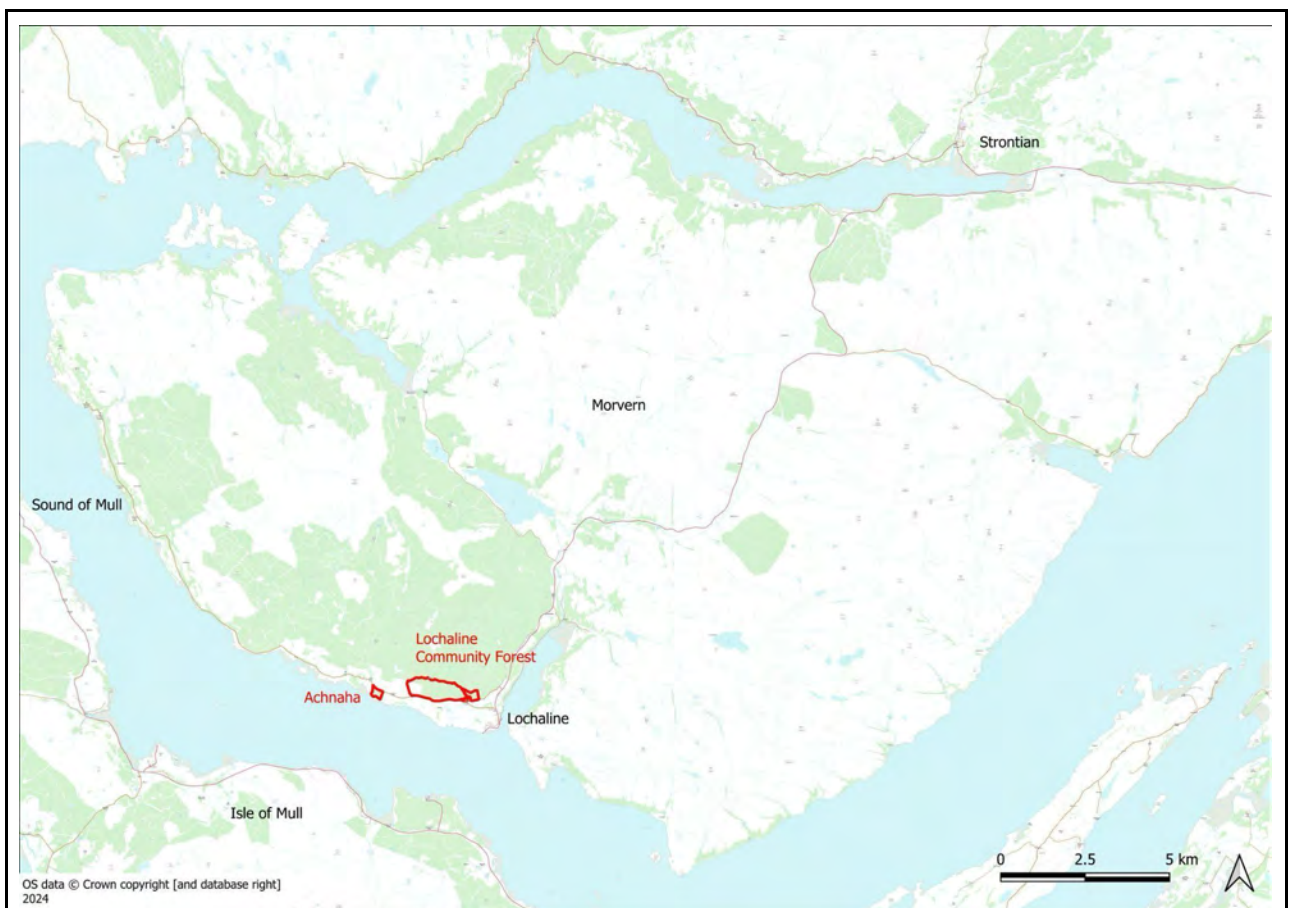 Strontian
Morvern
Sound of Mull
Lochaline
Community Forest
Achnaha
Lochaline
Isle of Mull
0 2.5 5 km
OS data © Crown copyright [and database right]
2024